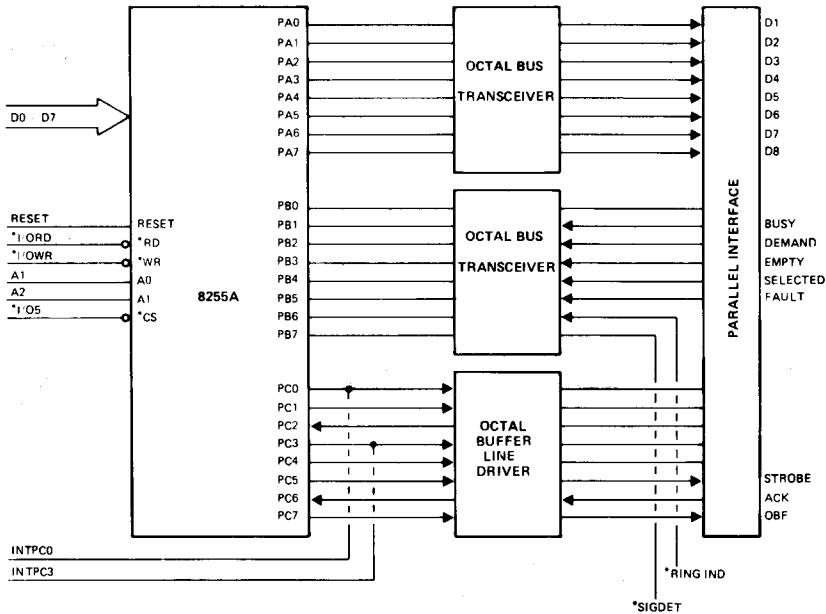 D0 - D7
RESET
*I/ORD
*I/OWR
A1
A2
*I/O5
INTPC0
INTPC3
RESET
*RD
*WR
A0
A1
*CS
8255A
PA0
PA1
PA2
PA3
PA4
PA5
PA6
PA7
PB0
PB1
PB2
PB3
PB4
PB5
PB6
PB7
PC0
PC1
PC2
PC3
PC4
PC5
PC6
PC7
OCTAL BUS
TRANSCEIVER
OCTAL BUS
TRANSCEIVER
OCTAL
BUFFER
LINE
DRIVER
PARALLEL INTERFACE
D1
D2
D3
D4
D5
D6
D7
D8
BUSY
DEMAND
EMPTY
SELECTED
FAULT
STROBE
ACK
OBF
*RING IND
*SIGDET